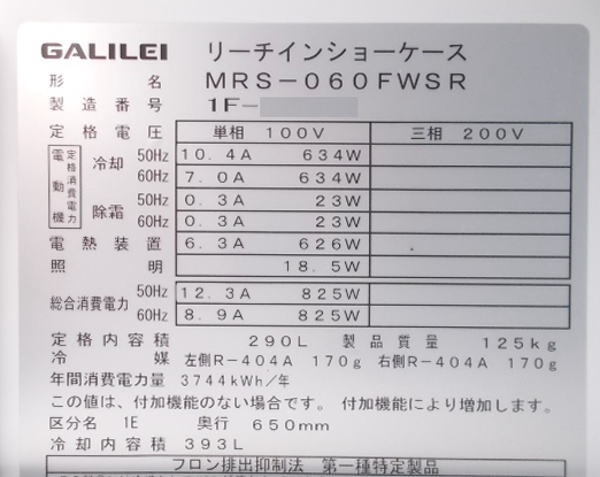 GALILEI リーチインショーケース
形名 MRS-060FWSR
製造番号 1F-
定格電圧 単相 100V 三相 200V
電動機 定格消費電力 冷却 50Hz 10.4A 634W
60Hz 7.0A 634W
除霜 50Hz 0.3A 23W
60Hz 0.3A 23W
電熱装置 6.3A 626W
照明 18.5W
総合消費電力 50Hz 12.3A 825W
60Hz 8.9A 825W
定格内容積 290L 製品質量 125kg
冷媒 左側R-404A 170g 右側R-404A 170g
年間消費電力量 3744kWh/年
この値は、付加機能のない場合です。 付加機能により増加します。
区分名 1E 奥行 650mm
冷却内容積 393L
フロン排出抑制法 第一種特定製品